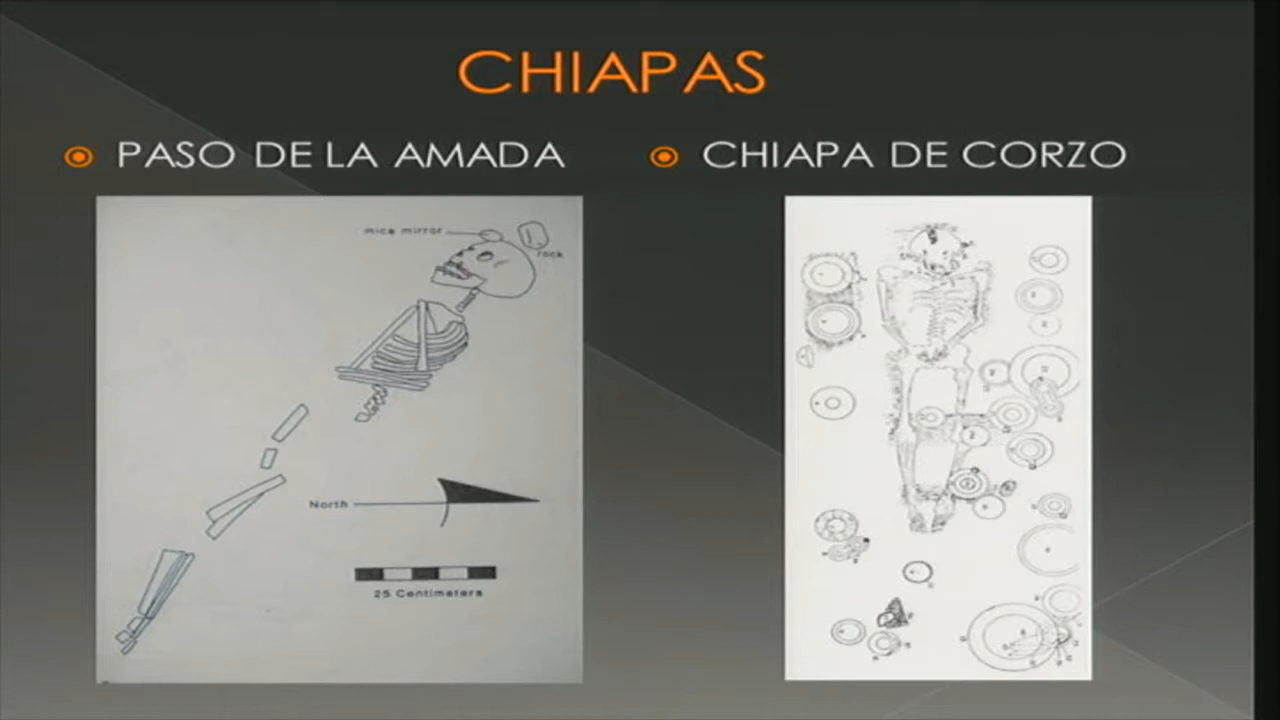 CHIAPAS
PASO DE LA AMADA
CHIAPA DE CORZO
mica mirror
rock
North
25 Centimeters